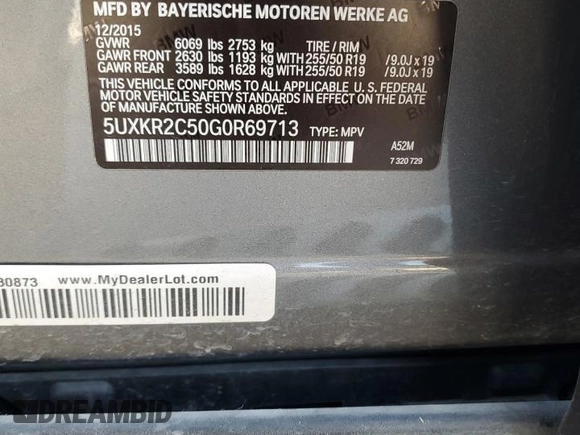 MFD BY BAYERISCHE MOTOREN WERKE AG
12/2015
GVWR 6069 lbs 2753 kg TIRE / RIM
GAWR FRONT 2630 lbs 1193 kg WITH 255/50 R19 / 9.0J x 19
GAWR REAR 3589 lbs 1628 kg WITH 255/50 R19 / 9.0J x 19
THIS VEHICLE CONFORMS TO ALL APPLICABLE U. S. FEDERAL
MOTOR VEHICLE SAFETY STANDARDS IN EFFECT ON THE DATE OF
MANUFACTURE SHOWN ABOVE.
5UXKR2C50G0R69713 TYPE: MPV
A52M
7 320 729
30873 www.MyDealerLot.com
DREAMBID